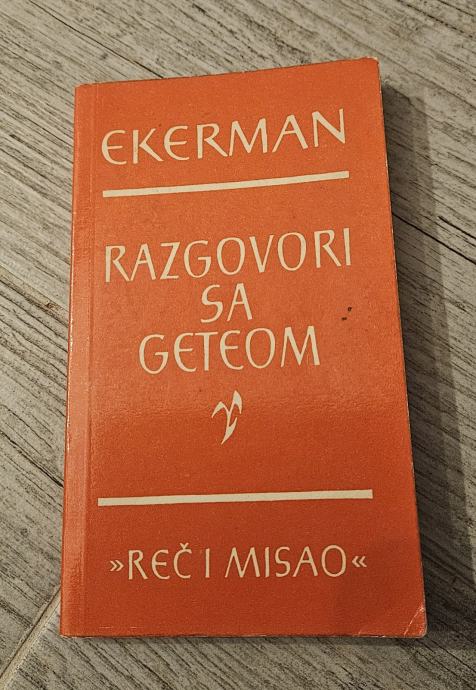 EKERMAN
RAZGOVORI
SA
GETEOM
»REČ I MISAO«